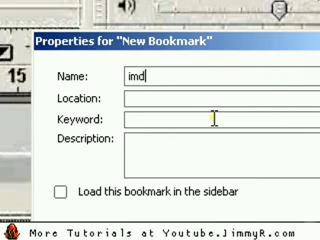 Properties for "New Bookmark"
15
Name: imd
Location:
Keyword:
Description:
Load this bookmark in the sidebar
More Tutorials at Youtube.JimmyR.com